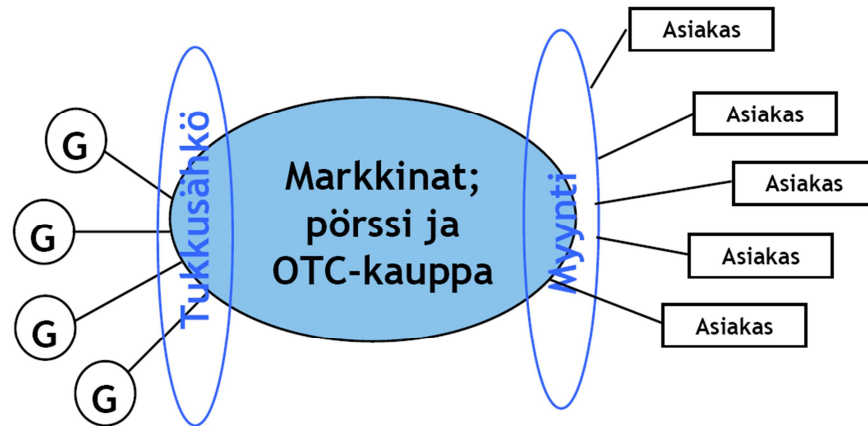 G
G
G
G
Tukkusähkö
Markkinat;
pörssi ja
OTC-kauppa
Myynti
Asiakas
Asiakas
Asiakas
Asiakas
Asiakas